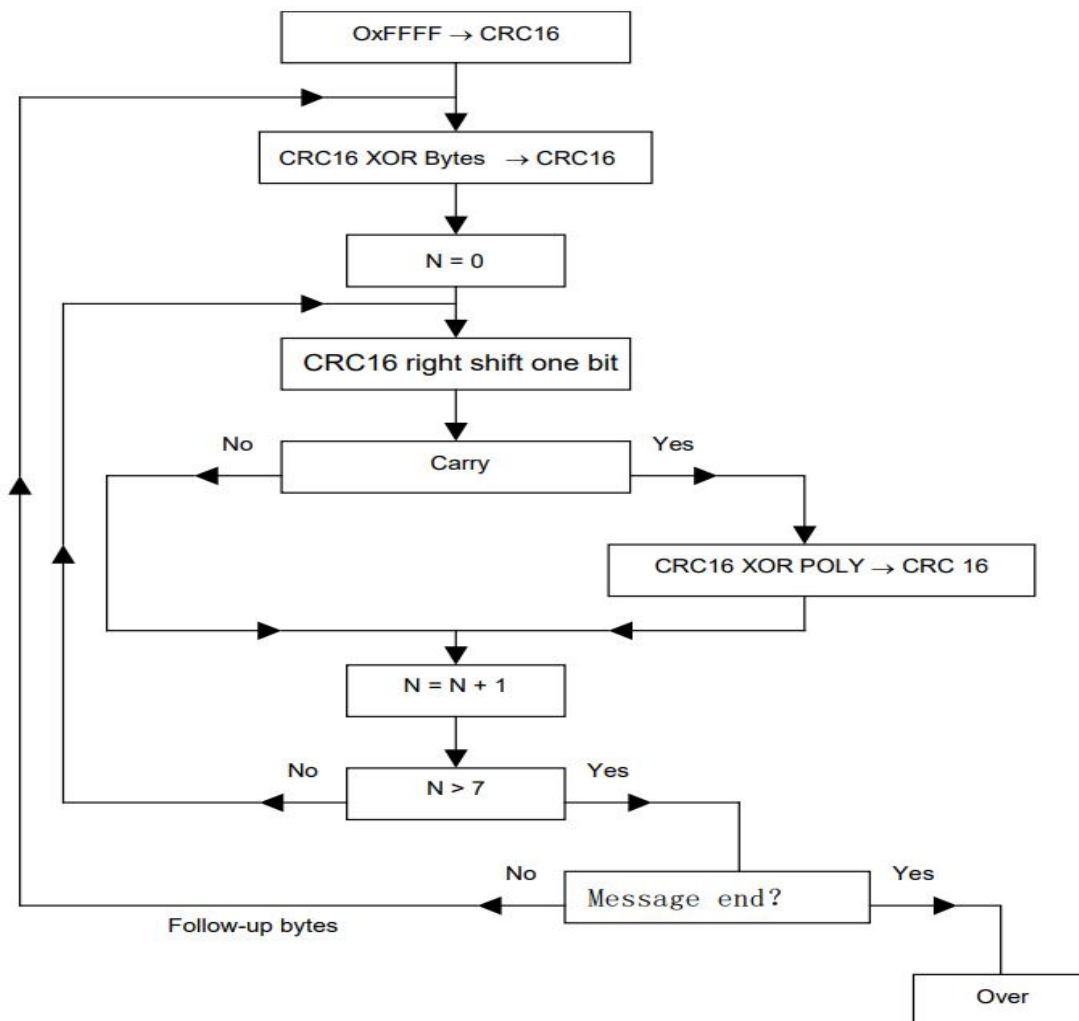 OxFFFF → CRC16
CRC16 XOR Bytes → CRC16
N = 0
CRC16 right shift one bit
No
Yes
Carry
CRC16 XOR POLY → CRC 16
N = N + 1
No
Yes
N > 7
No
Yes
Message end?
Follow-up bytes
Over